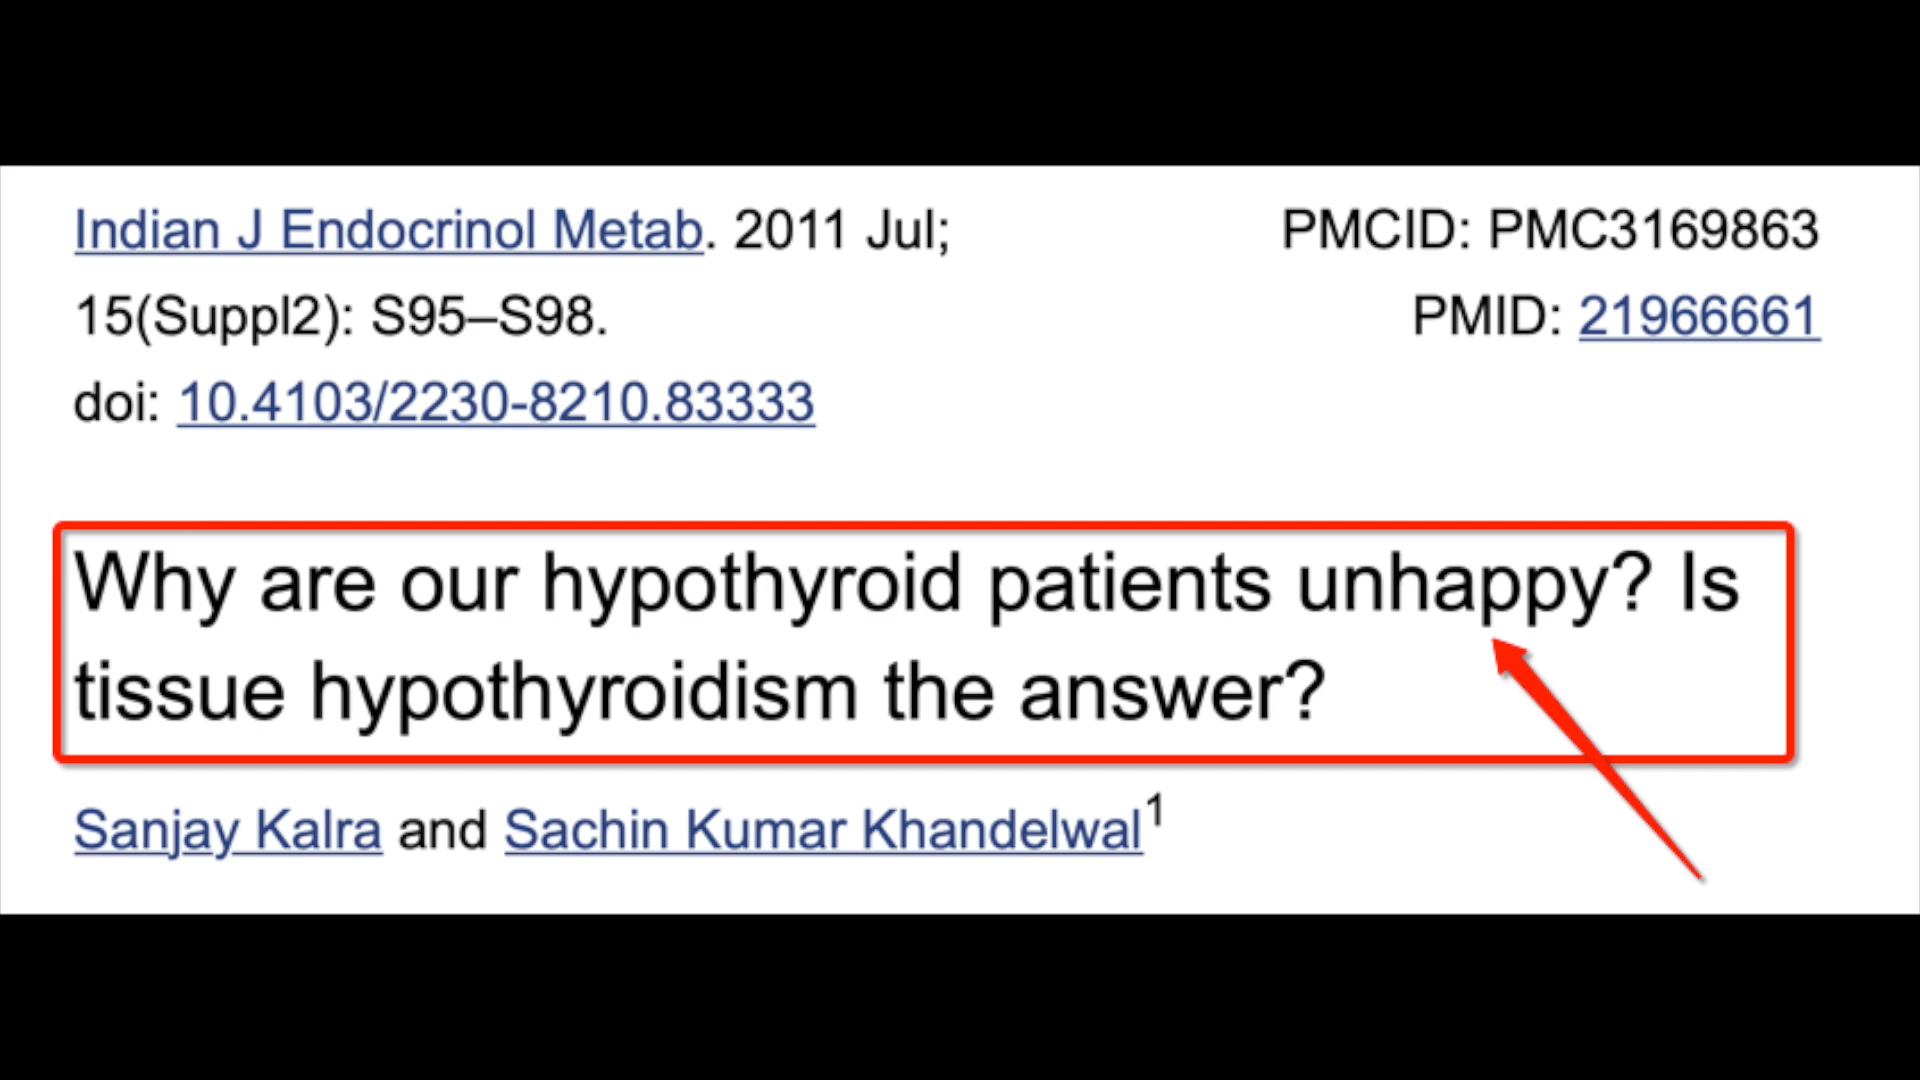 Indian J Endocrinol Metab. 2011 Jul;
15(Suppl2): S95–S98.
doi: 10.4103/2230-8210.83333
PMCID: PMC3169863
PMID: 21966661
Why are our hypothyroid patients unhappy? Is
tissue hypothyroidism the answer?
Sanjay Kalra and Sachin Kumar Khandelwal1